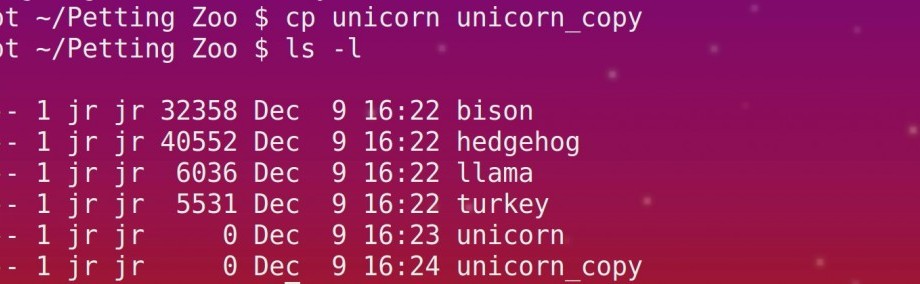 ot ~/Petting Zoo $ cp unicorn unicorn_copy
ot ~/Petting Zoo $ ls -l
-- 1 jr jr 32358 Dec  9 16:22 bison
-- 1 jr jr 40552 Dec  9 16:22 hedgehog
-- 1 jr jr  6036 Dec  9 16:22 llama
-- 1 jr jr  5531 Dec  9 16:22 turkey
-- 1 jr jr     0 Dec  9 16:23 unicorn
-- 1 jr jr     0 Dec  9 16:24 unicorn_copy